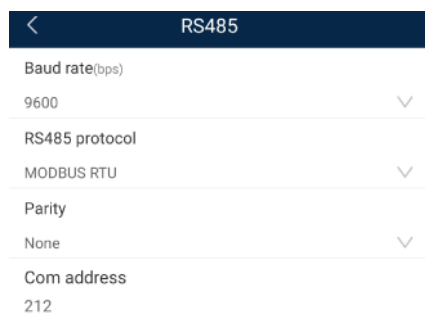 RS485
Baud rate(bps)
9600
RS485 protocol
MODBUS RTU
Parity
None
Com address
212